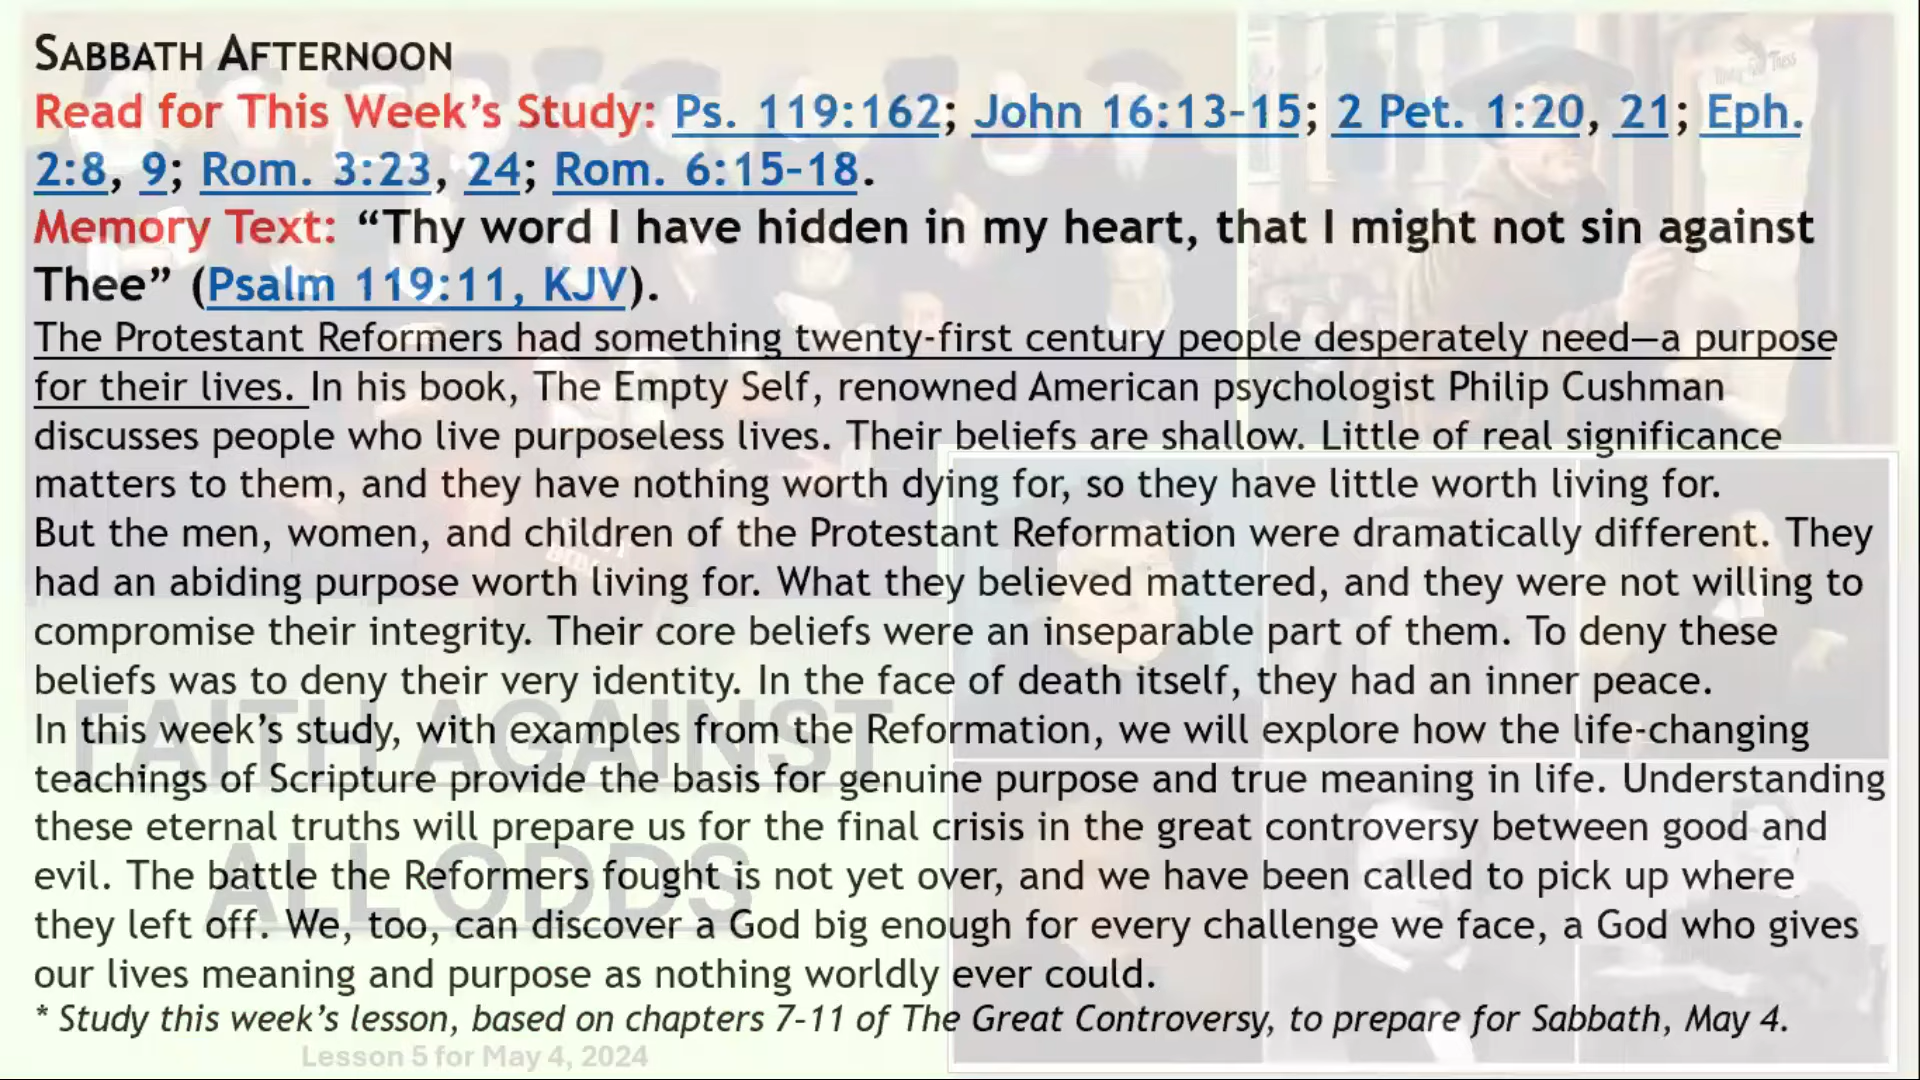 SABBATH AFTERNOON
Read for This Week’s Study: Ps. 119:162; John 16:13-15; 2 Pet. 1:20, 21; Eph.
2:8, 9; Rom. 3:23, 24; Rom. 6:15-18.
Memory Text: “Thy word I have hidden in my heart, that I might not sin against
Thee” (Psalm 119:11, KJV).
The Protestant Reformers had something twenty-first century people desperately need—a purpose
for their lives. In his book, The Empty Self, renowned American psychologist Philip Cushman
discusses people who live purposeless lives. Their beliefs are shallow. Little of real significance
matters to them, and they have nothing worth dying for, so they have little worth living for.
But the men, women, and children of the Protestant Reformation were dramatically different. They
had an abiding purpose worth living for. What they believed mattered, and they were not willing to
compromise their integrity. Their core beliefs were an inseparable part of them. To deny these
beliefs was to deny their very identity. In the face of death itself, they had an inner peace.
In this week’s study, with examples from the Reformation, we will explore how the life-changing
teachings of Scripture provide the basis for genuine purpose and true meaning in life. Understanding
these eternal truths will prepare us for the final crisis in the great controversy between good and
evil. The battle the Reformers fought is not yet over, and we have been called to pick up where
they left off. We, too, can discover a God big enough for every challenge we face, a God who gives
our lives meaning and purpose as nothing worldly ever could.
* Study this week’s lesson, based on chapters 7-11 of The Great Controversy, to prepare for Sabbath, May 4.
FAITH AGAINST
ALL ODDS
Lesson 5 for May 4, 2024